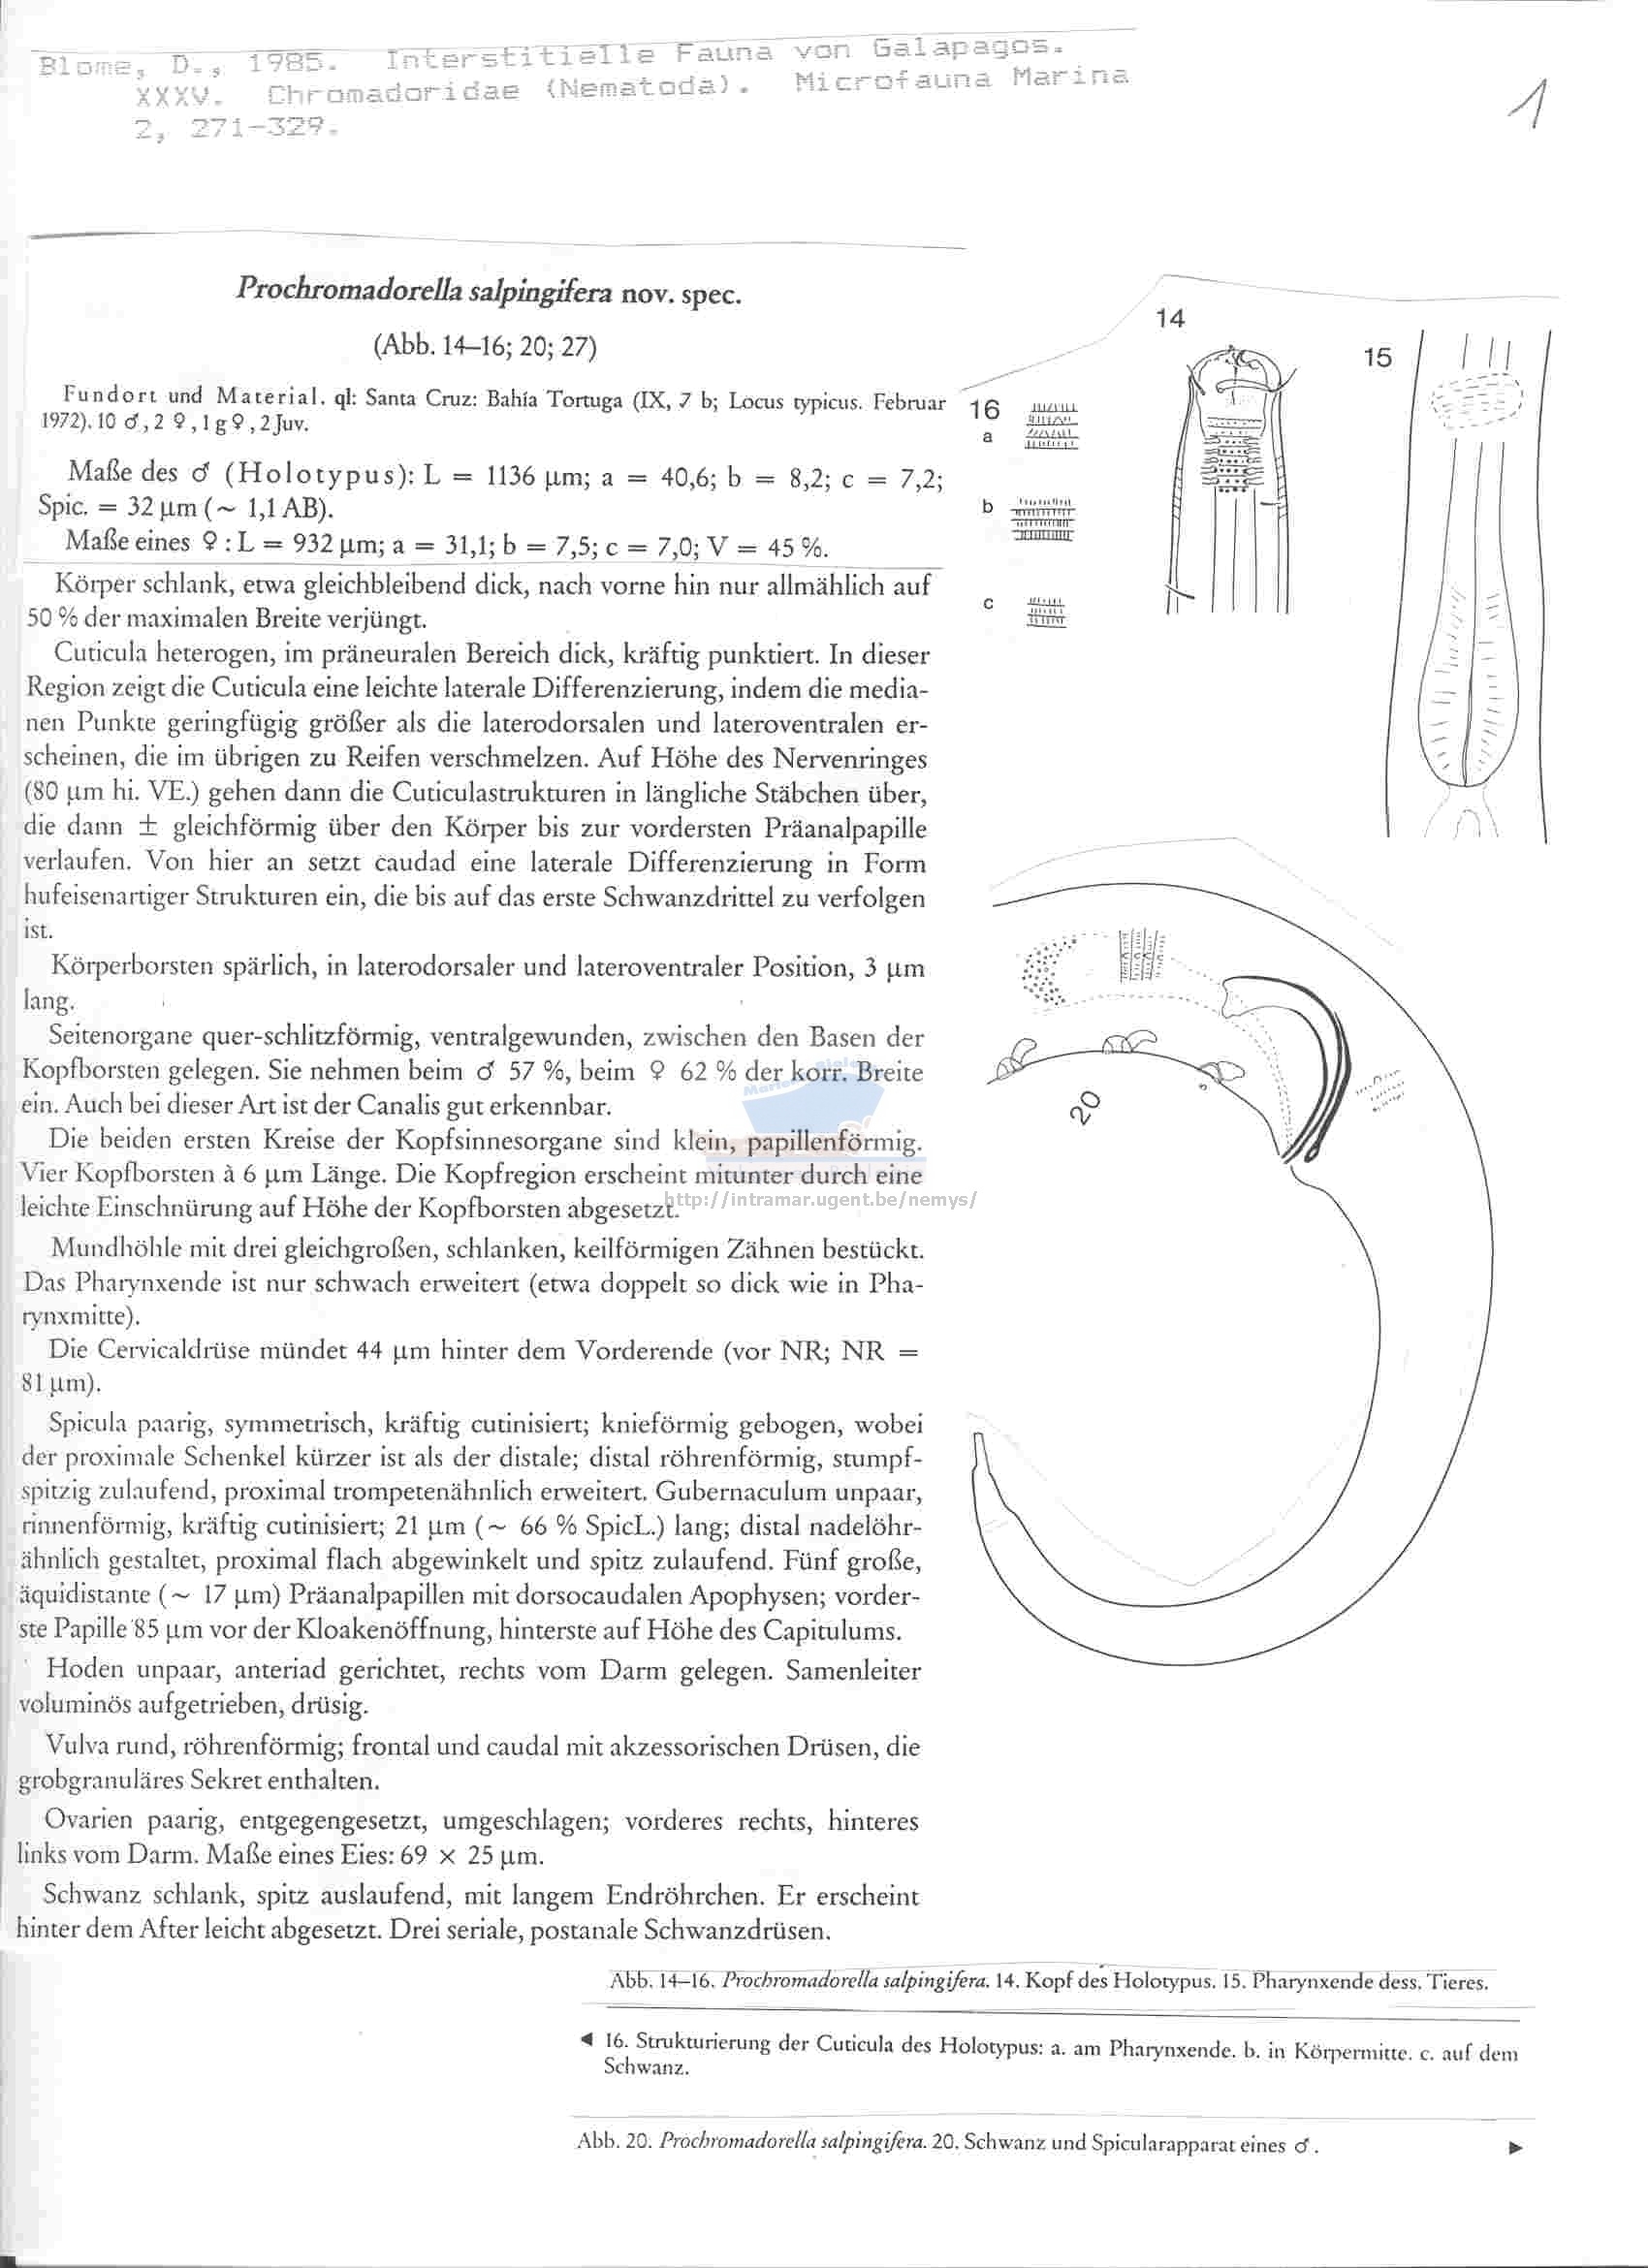 Blome, D., 1985. Interstitielle Fauna von Galapagos.
XXXV. Chromadoridae (Nematoda). Microfauna Marina
2, 271-329.
1
Prochromadorella salpingifera nov. spec.
(Abb. 14–16; 20; 27)
Fundort und Material. ql: Santa Cruz: Bahía Tortuga (IX, 7 b; Locus typicus. Februar
1972). 10 ♂, 2 ♀, 1 g♀, 2 Juv.
Maße des ♂ (Holotypus): L = 1136 µm; a = 40,6; b = 8,2; c = 7,2;
Spic. = 32 µm (~ 1,1 AB).
Maße eines ♀ : L = 932 µm; a = 31,1; b = 7,5; c = 7,0; V = 45 %.
Körper schlank, etwa gleichbleibend dick, nach vorne hin nur allmählich auf
50 % der maximalen Breite verjüngt.
Cuticula heterogen, im präneuralen Bereich dick, kräftig punktiert. In dieser
Region zeigt die Cuticula eine leichte laterale Differenzierung, indem die media-
nen Punkte geringfügig größer als die laterodorsalen und lateroventralen er-
scheinen, die im übrigen zu Reifen verschmelzen. Auf Höhe des Nervenringes
(80 µm hi. VE.) gehen dann die Cuticulastrukturen in längliche Stäbchen über,
die dann ± gleichförmig über den Körper bis zur vordersten Präanalpapille
verlaufen. Von hier an setzt caudad eine laterale Differenzierung in Form
hufeisenartiger Strukturen ein, die bis auf das erste Schwanzdrittel zu verfolgen
ist.
Körperborsten spärlich, in laterodorsaler und lateroventraler Position, 3 µm
lang.
Seitenorgane quer-schlitzförmig, ventralgewunden, zwischen den Basen der
Kopfborsten gelegen. Sie nehmen beim ♂ 57 %, beim ♀ 62 % der korr. Breite
ein. Auch bei dieser Art ist der Canalis gut erkennbar.
Die beiden ersten Kreise der Kopfsinnesorgane sind klein, papillenförmig.
Vier Kopfborsten à 6 µm Länge. Die Kopfregion erscheint mitunter durch eine
leichte Einschnürung auf Höhe der Kopfborsten abgesetzt.
http://intramar.ugent.be/nemys/
Mundhöhle mit drei gleichgroßen, schlanken, keilförmigen Zähnen bestückt.
Das Pharynxende ist nur schwach erweitert (etwa doppelt so dick wie in Pha-
rynxmitte).
Die Cervicaldrüse mündet 44 µm hinter dem Vorderende (vor NR; NR =
81 µm).
Spicula paarig, symmetrisch, kräftig cutinisiert; knieförmig gebogen, wobei
der proximale Schenkel kürzer ist als der distale; distal röhrenförmig, stumpf-
spitzig zulaufend, proximal trompetenähnlich erweitert. Gubernaculum unpaar,
rinnenförmig, kräftig cutinisiert; 21 µm (~ 66 % SpicL.) lang; distal nadelöhr-
ähnlich gestaltet, proximal flach abgewinkelt und spitz zulaufend. Fünf große,
äquidistante (~ 17 µm) Präanalpapillen mit dorsocaudalen Apophysen; vorder-
ste Papille 85 µm vor der Kloakenöffnung, hinterste auf Höhe des Capitulums.
Hoden unpaar, anteriad gerichtet, rechts vom Darm gelegen. Samenleiter
voluminös aufgetrieben, drüsig.
Vulva rund, röhrenförmig; frontal und caudal mit akzessorischen Drüsen, die
grobgranuläres Sekret enthalten.
Ovarien paarig, entgegengesetzt, umgeschlagen; vorderes rechts, hinteres
links vom Darm. Maße eines Eies: 69 × 25 µm.
Schwanz schlank, spitz auslaufend, mit langem Endröhrchen. Er erscheint
hinter dem After leicht abgesetzt. Drei seriale, postanale Schwanzdrüsen.
14
15
16
a
b
c
20
Abb. 14–16. Prochromadorella salpingifera. 14. Kopf des Holotypus. 15. Pharynxende dess. Tieres.
◄ 16. Strukturierung der Cuticula des Holotypus: a. am Pharynxende. b. in Körpermitte. c. auf dem
Schwanz.
Abb. 20. Prochromadorella salpingifera. 20. Schwanz und Spicularapparat eines ♂. ►